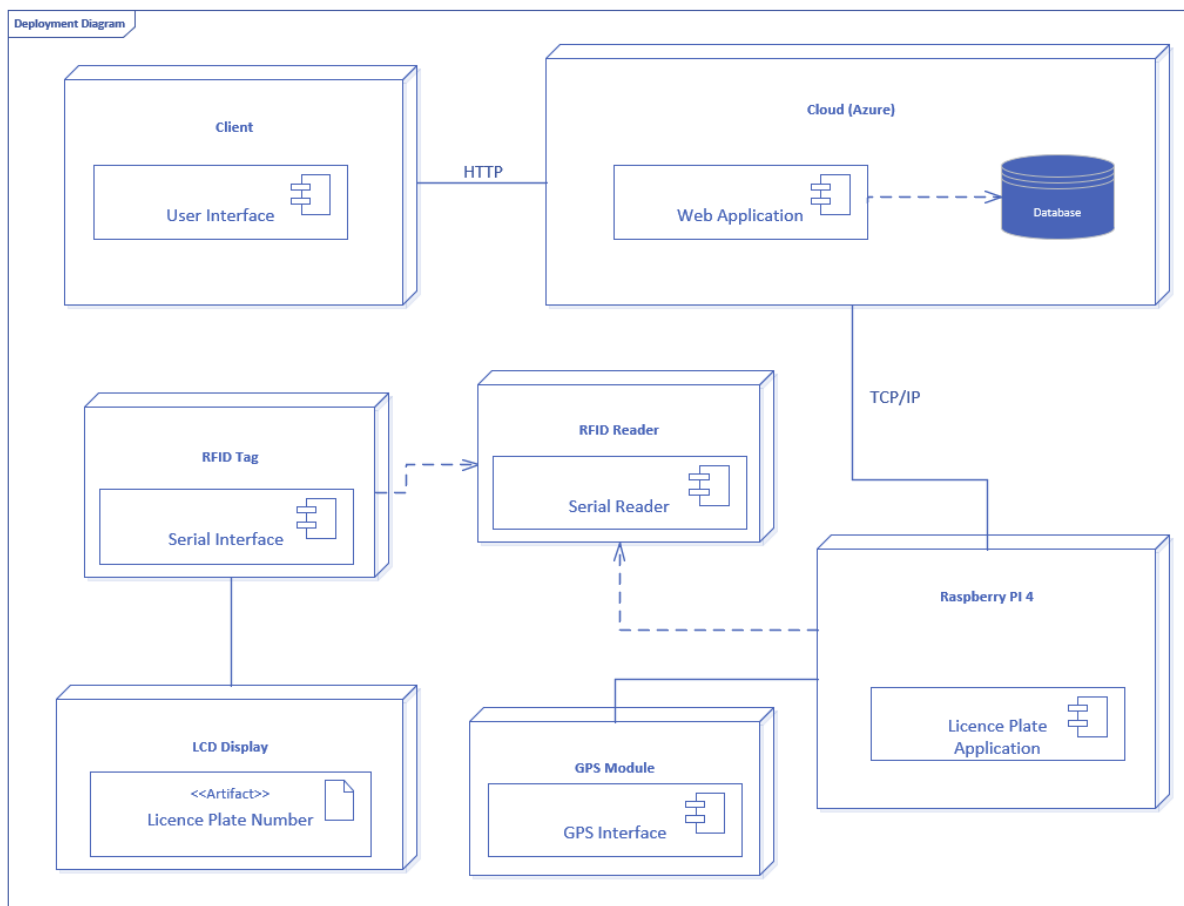 Deployment Diagram
Client
User Interface
HTTP
Cloud (Azure)
Web Application
Database
TCP/IP
RFID Tag
Serial Interface
RFID Reader
Serial Reader
Raspberry PI 4
Licence Plate
Application
LCD Display
<<Artifact>>
Licence Plate Number
GPS Module
GPS Interface